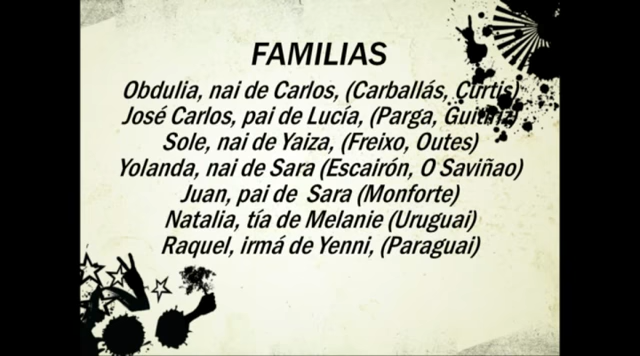 FAMILIAS
Obdulia, nai de Carlos, (Carballás, Curtis)
José Carlos, pai de Lucía, (Parga, Guitiriz)
Sole, nai de Yaiza, (Freixo, Outes)
Yolanda, nai de Sara (Escairón, O Saviñao)
Juan, pai de Sara (Monforte)
Natalia, tía de Melanie (Uruguai)
Raquel, irmá de Yenni, (Paraguai)